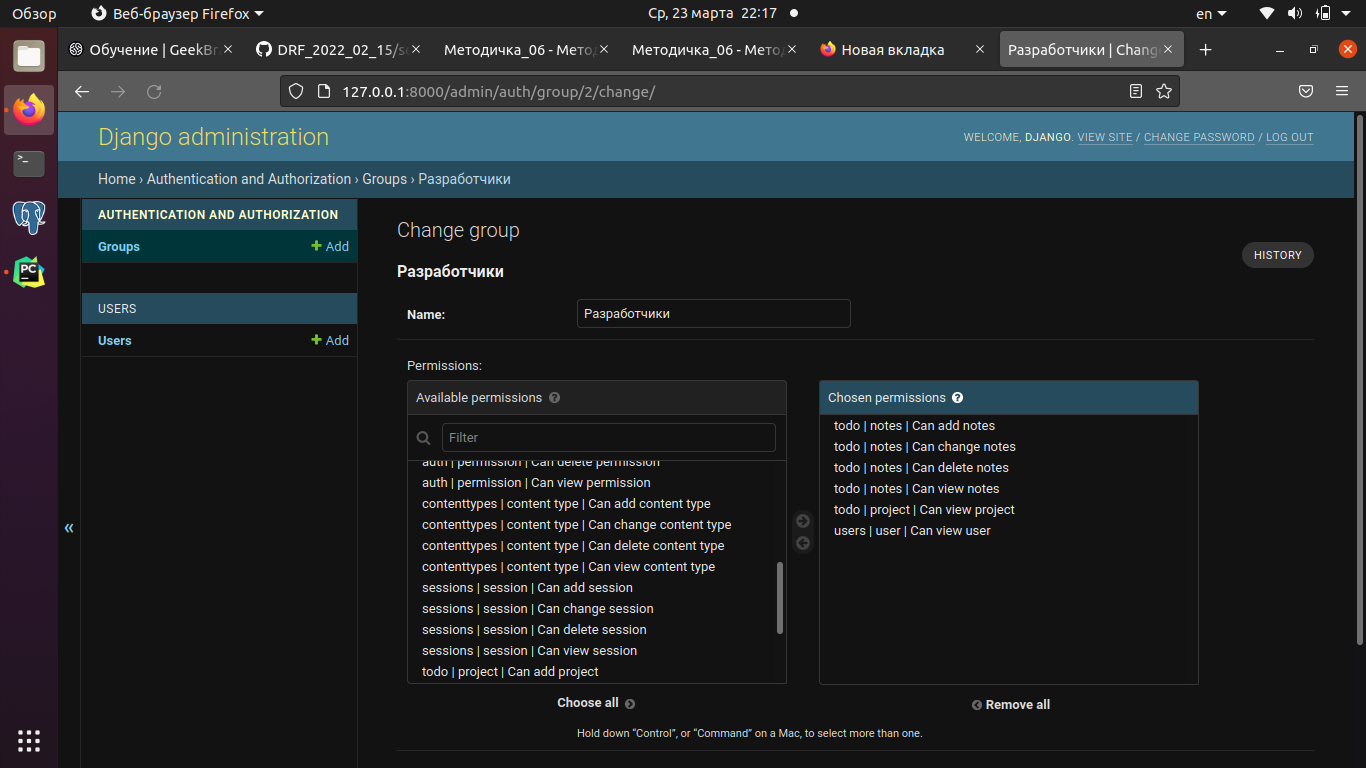 Обзор Веб-браузер Firefox Ср, 23 марта 22:17 en
Обучение | GeekBr DRF_2022_02_15/se Методичка_06 - Мето Методичка_06 - Мето Новая вкладка Разработчики | Chang
127.0.0.1:8000/admin/auth/group/2/change/
Django administration
WELCOME, DJANGO. VIEW SITE / CHANGE PASSWORD / LOG OUT
Home › Authentication and Authorization › Groups › Разработчики
AUTHENTICATION AND AUTHORIZATION
Groups + Add
USERS
Users + Add
«
Change group
HISTORY
Разработчики
Name: Разработчики
Permissions:
Available permissions ?
Filter
auth | permission | Can delete permission
auth | permission | Can view permission
contenttypes | content type | Can add content type
contenttypes | content type | Can change content type
contenttypes | content type | Can delete content type
contenttypes | content type | Can view content type
sessions | session | Can add session
sessions | session | Can change session
sessions | session | Can delete session
sessions | session | Can view session
todo | project | Can add project
Choose all
Chosen permissions ?
todo | notes | Can add notes
todo | notes | Can change notes
todo | notes | Can delete notes
todo | notes | Can view notes
todo | project | Can view project
users | user | Can view user
Remove all
Hold down “Control”, or “Command” on a Mac, to select more than one.
>_
PC